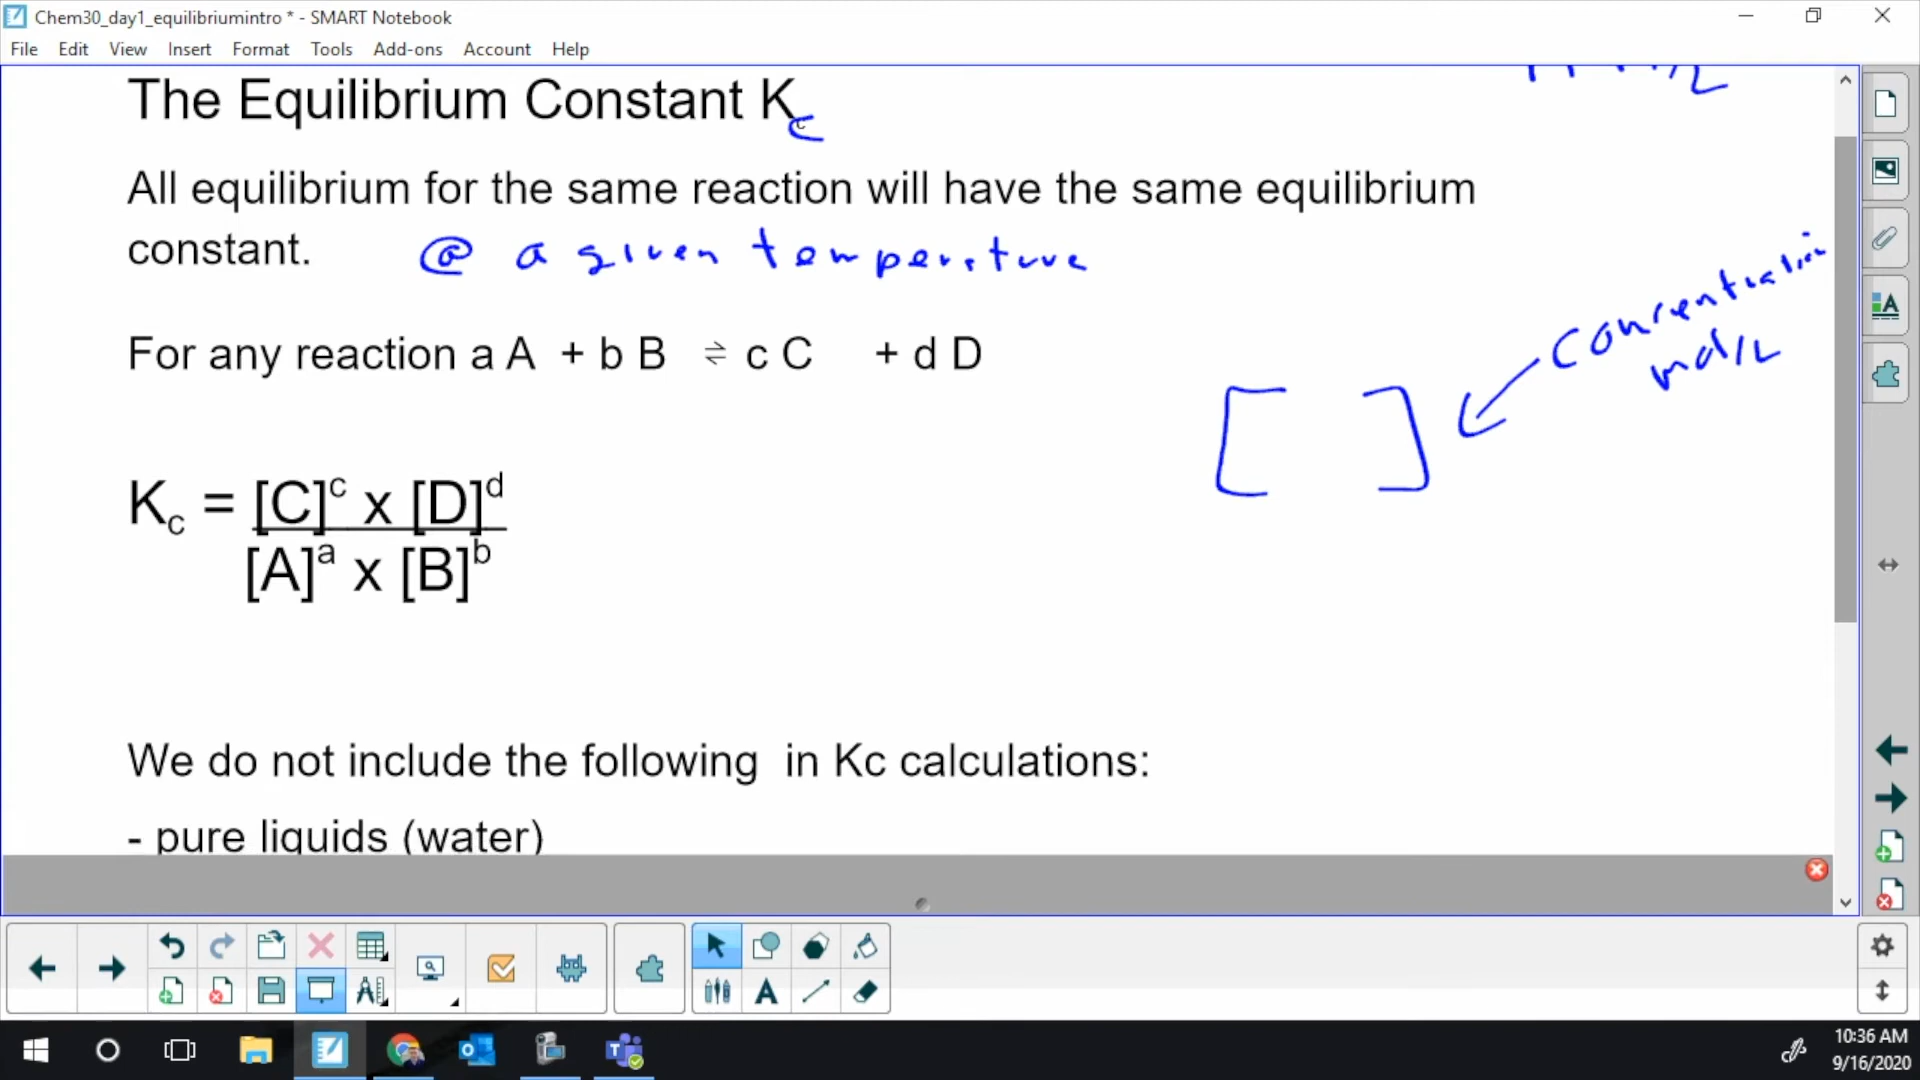 Chem30_day1_equilibriumintro * - SMART Notebook
File Edit View Insert Format Tools Add-ons Account Help
The Equilibrium Constant Kc
All equilibrium for the same reaction will have the same equilibrium
constant. @ a given temperature
concentration
mol/L
For any reaction a A + b B ⇌ c C + d D
[ ]
Kc = [C]^c x [D]^d
[A]^a x [B]^b
We do not include the following in Kc calculations:
- pure liquids (water)
10:36 AM
9/16/2020